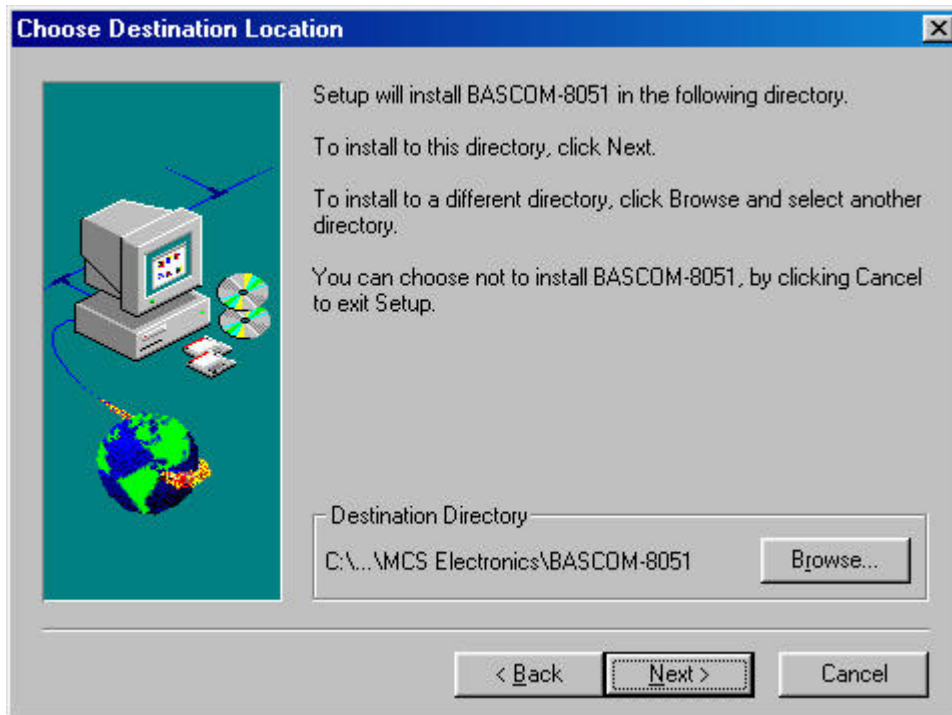 Choose Destination Location
Setup will install BASCOM-8051 in the following directory.
To install to this directory, click Next.
To install to a different directory, click Browse and select another
directory.
You can choose not to install BASCOM-8051, by clicking Cancel
to exit Setup.
Destination Directory
C:\...\MCS Electronics\BASCOM-8051
Browse...
< Back
Next >
Cancel